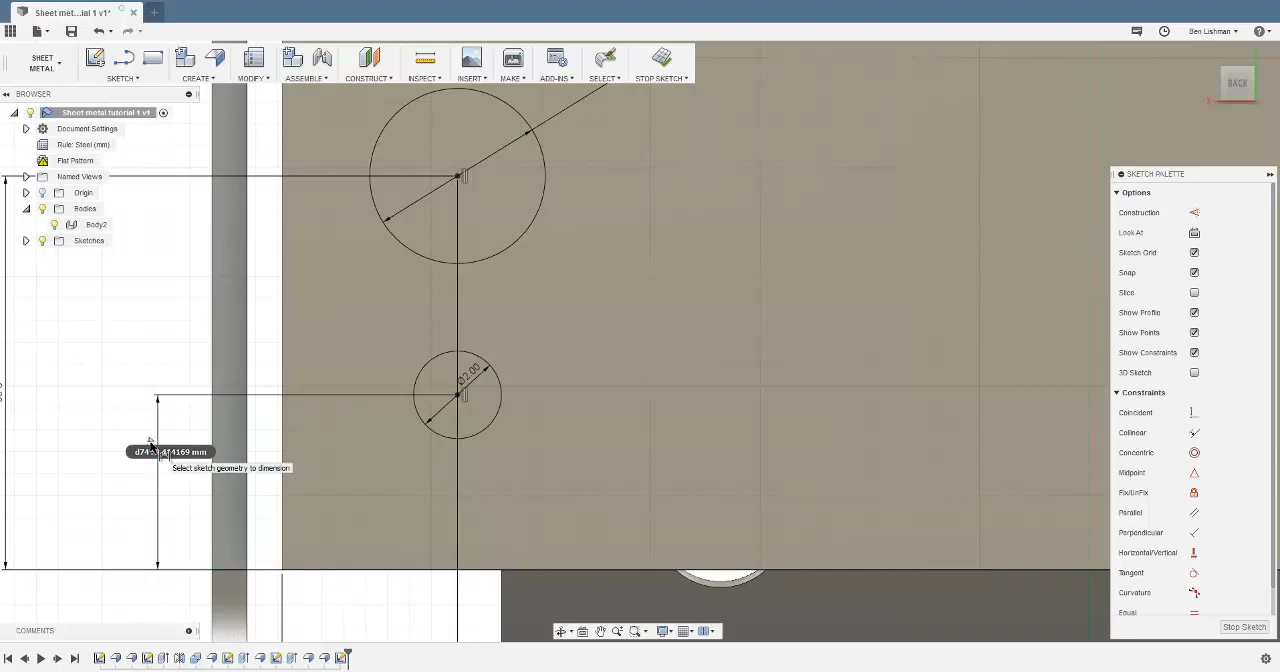 Sheet met...ial 1 v1*
Ben Lishman
SHEET METAL
SKETCH
CREATE
MODIFY
ASSEMBLE
CONSTRUCT
INSPECT
INSERT
MAKE
ADD-INS
SELECT
STOP SKETCH
BROWSER
Sheet metal tutorial 1 v1
Document Settings
Rule: Steel (mm)
Flat Pattern
Named Views
Origin
Bodies
Body2
Sketches
BACK
X
Ø2.00
mm
Select sketch geometry to dimension
SKETCH PALETTE
Options
Construction
Look At
Sketch Grid
Snap
Slice
Show Profile
Show Points
Show Constraints
3D Sketch
Constraints
Coincident
Collinear
Concentric
Midpoint
Fix/UnFix
Parallel
Perpendicular
Horizontal/Vertical
Tangent
Curvature
Equal
Stop Sketch
COMMENTS